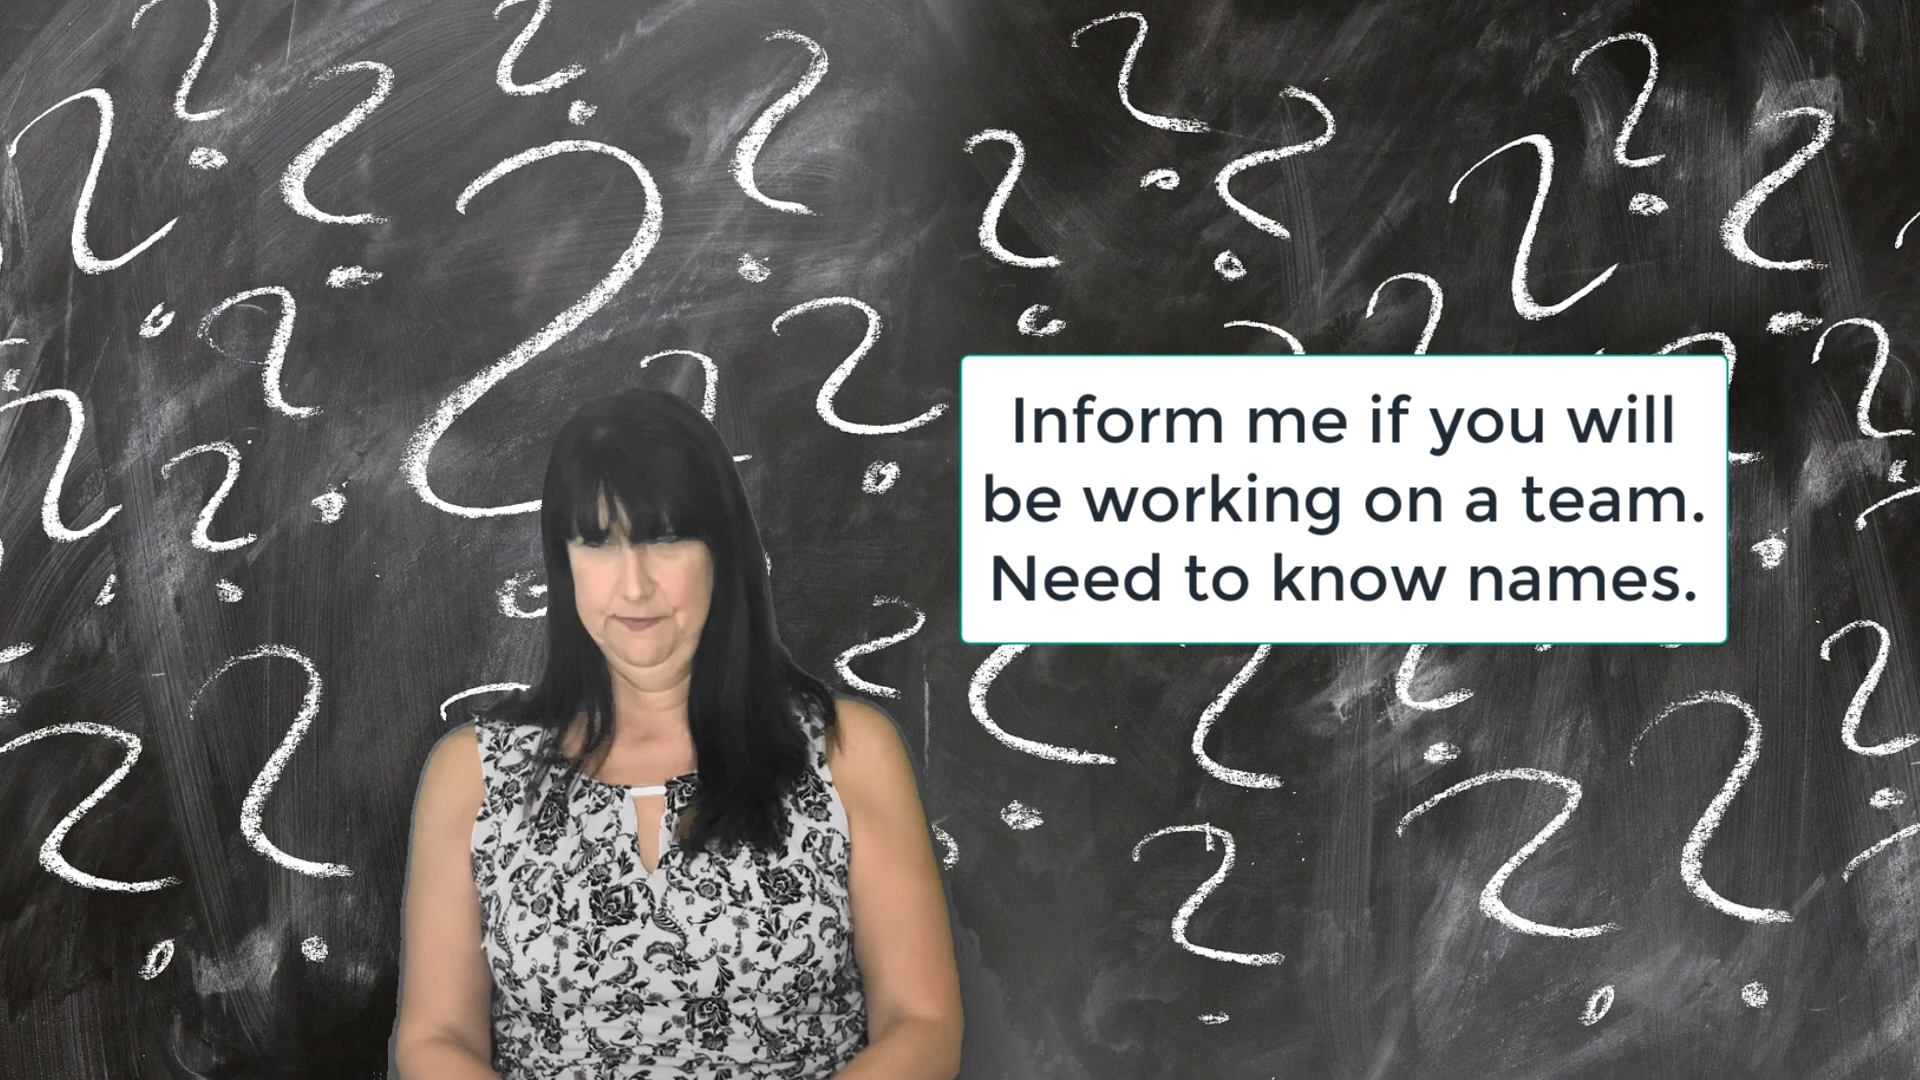 Inform me if you will
be working on a team.
Need to know names.